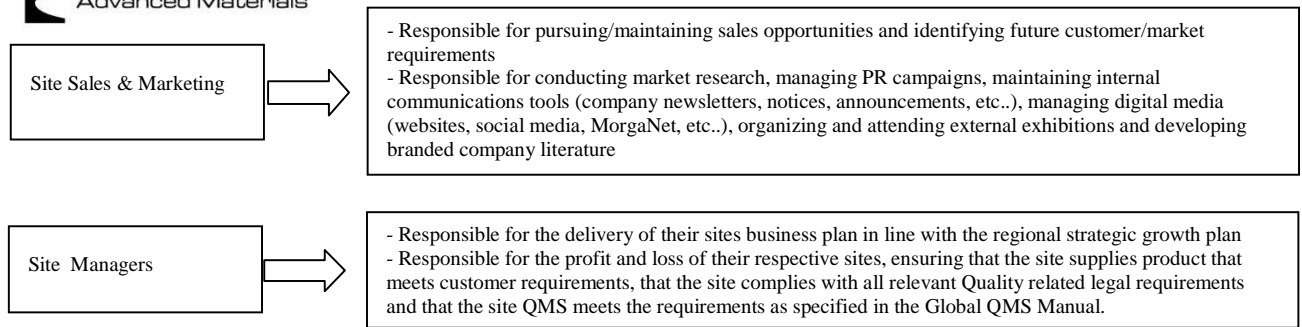 Advanced Materials
Site Sales & Marketing
- Responsible for pursuing/maintaining sales opportunities and identifying future customer/market
requirements
- Responsible for conducting market research, managing PR campaigns, maintaining internal
communications tools (company newsletters, notices, announcements, etc..), managing digital media
(websites, social media, MorgaNet, etc..), organizing and attending external exhibitions and developing
branded company literature
Site Managers
- Responsible for the delivery of their sites business plan in line with the regional strategic growth plan
- Responsible for the profit and loss of their respective sites, ensuring that the site supplies product that
meets customer requirements, that the site complies with all relevant Quality related legal requirements
and that the site QMS meets the requirements as specified in the Global QMS Manual.